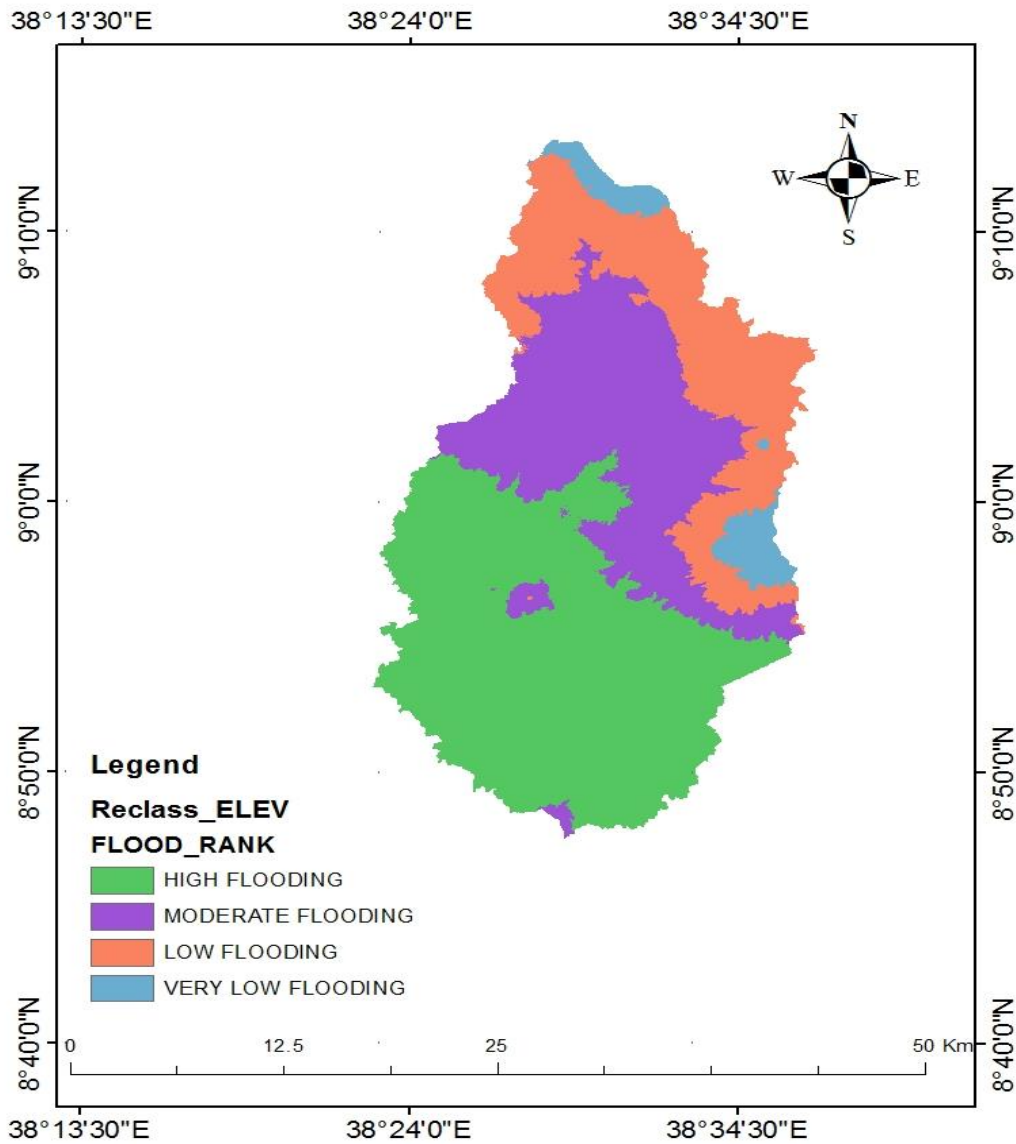 38°13'30"E 38°24'0"E 38°34'30"E
N
W E
S
9°10'0"N 9°10'0"N
9°0'0"N 9°0'0"N
8°50'0"N 8°50'0"N
Legend
Reclass_ELEV
FLOOD_RANK
HIGH FLOODING
MODERATE FLOODING
LOW FLOODING
VERY LOW FLOODING
8°40'0"N 8°40'0"N
0 12.5 25 50 Km
38°13'30"E 38°24'0"E 38°34'30"E